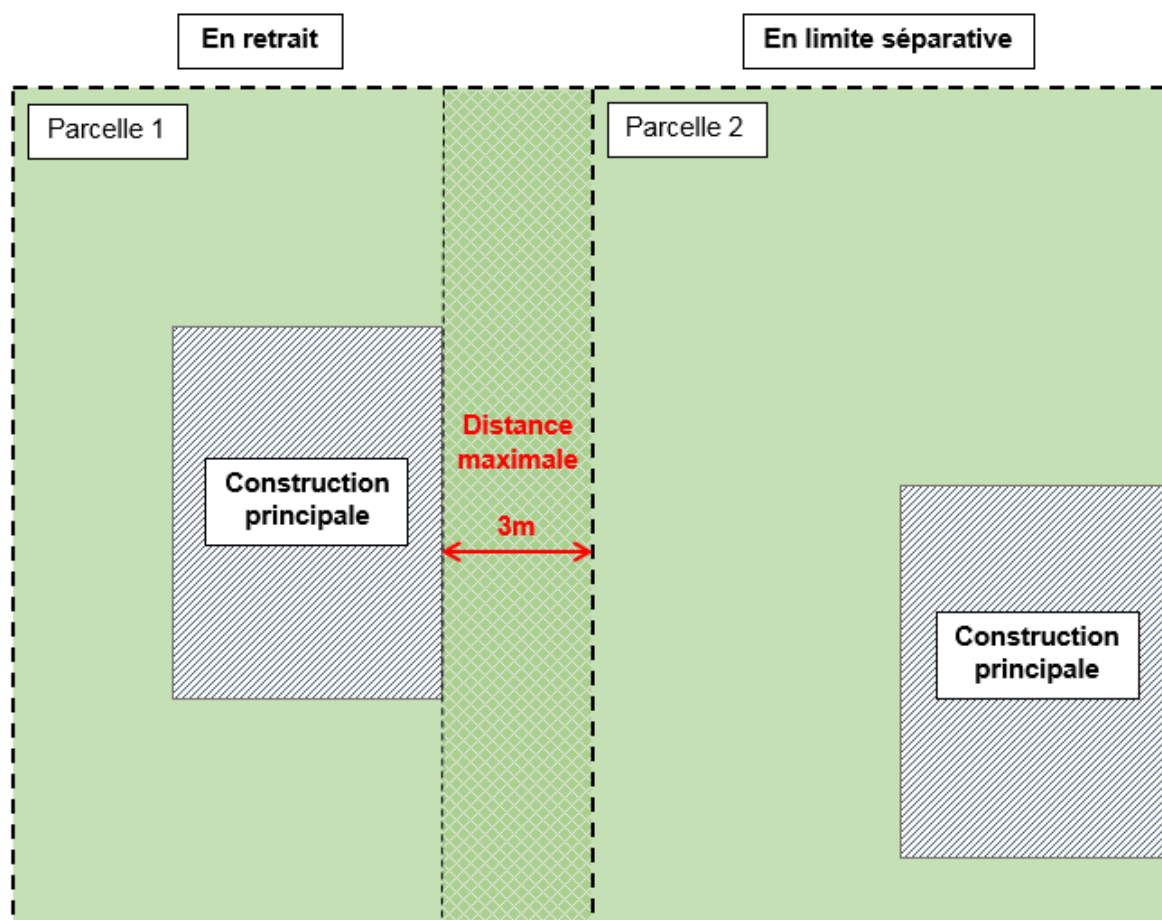 En retrait
En limite séparative
Parcelle 1
Parcelle 2
Distance
maximale
3m
Construction
principale
Construction
principale